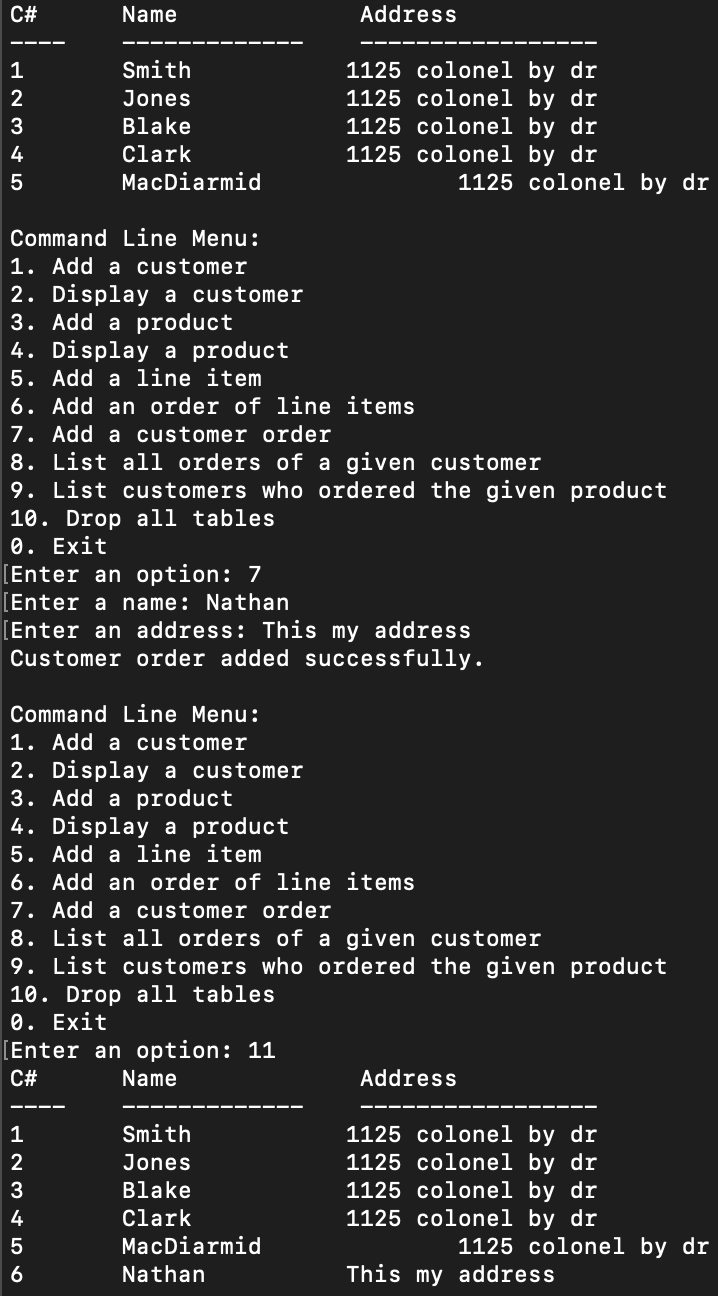 C#      Name             Address
----    -------------    -----------------
1       Smith           1125 colonel by dr
2       Jones           1125 colonel by dr
3       Blake           1125 colonel by dr
4       Clark           1125 colonel by dr
5       MacDiarmid              1125 colonel by dr
Command Line Menu:
1. Add a customer
2. Display a customer
3. Add a product
4. Display a product
5. Add a line item
6. Add an order of line items
7. Add a customer order
8. List all orders of a given customer
9. List customers who ordered the given product
10. Drop all tables
0. Exit
[Enter an option: 7
[Enter a name: Nathan
[Enter an address: This my address
Customer order added successfully.
Command Line Menu:
1. Add a customer
2. Display a customer
3. Add a product
4. Display a product
5. Add a line item
6. Add an order of line items
7. Add a customer order
8. List all orders of a given customer
9. List customers who ordered the given product
10. Drop all tables
0. Exit
[Enter an option: 11
C#      Name             Address
----    -------------    -----------------
1       Smith           1125 colonel by dr
2       Jones           1125 colonel by dr
3       Blake           1125 colonel by dr
4       Clark           1125 colonel by dr
5       MacDiarmid              1125 colonel by dr
6       Nathan          This my address